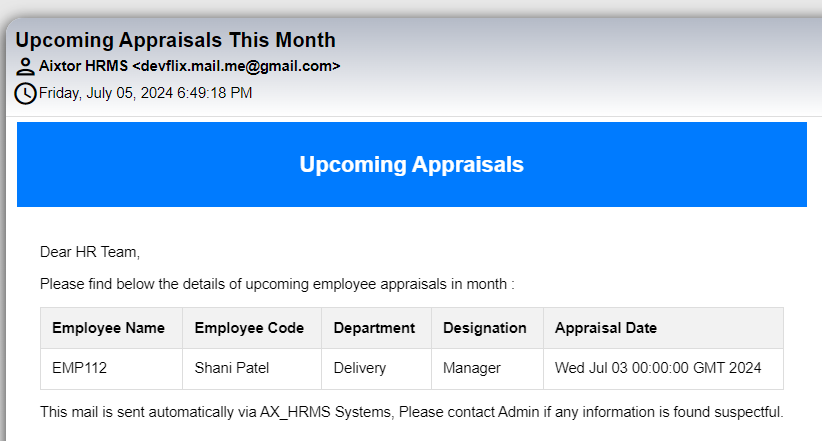 Upcoming Appraisals This Month
Aixtor HRMS <devflix.mail.me@gmail.com>
Friday, July 05, 2024 6:49:18 PM
Upcoming Appraisals
Dear HR Team,
Please find below the details of upcoming employee appraisals in month :
Employee Name Employee Code Department Designation Appraisal Date
EMP112 Shani Patel Delivery Manager Wed Jul 03 00:00:00 GMT 2024
This mail is sent automatically via AX_HRMS Systems, Please contact Admin if any information is found suspectful.